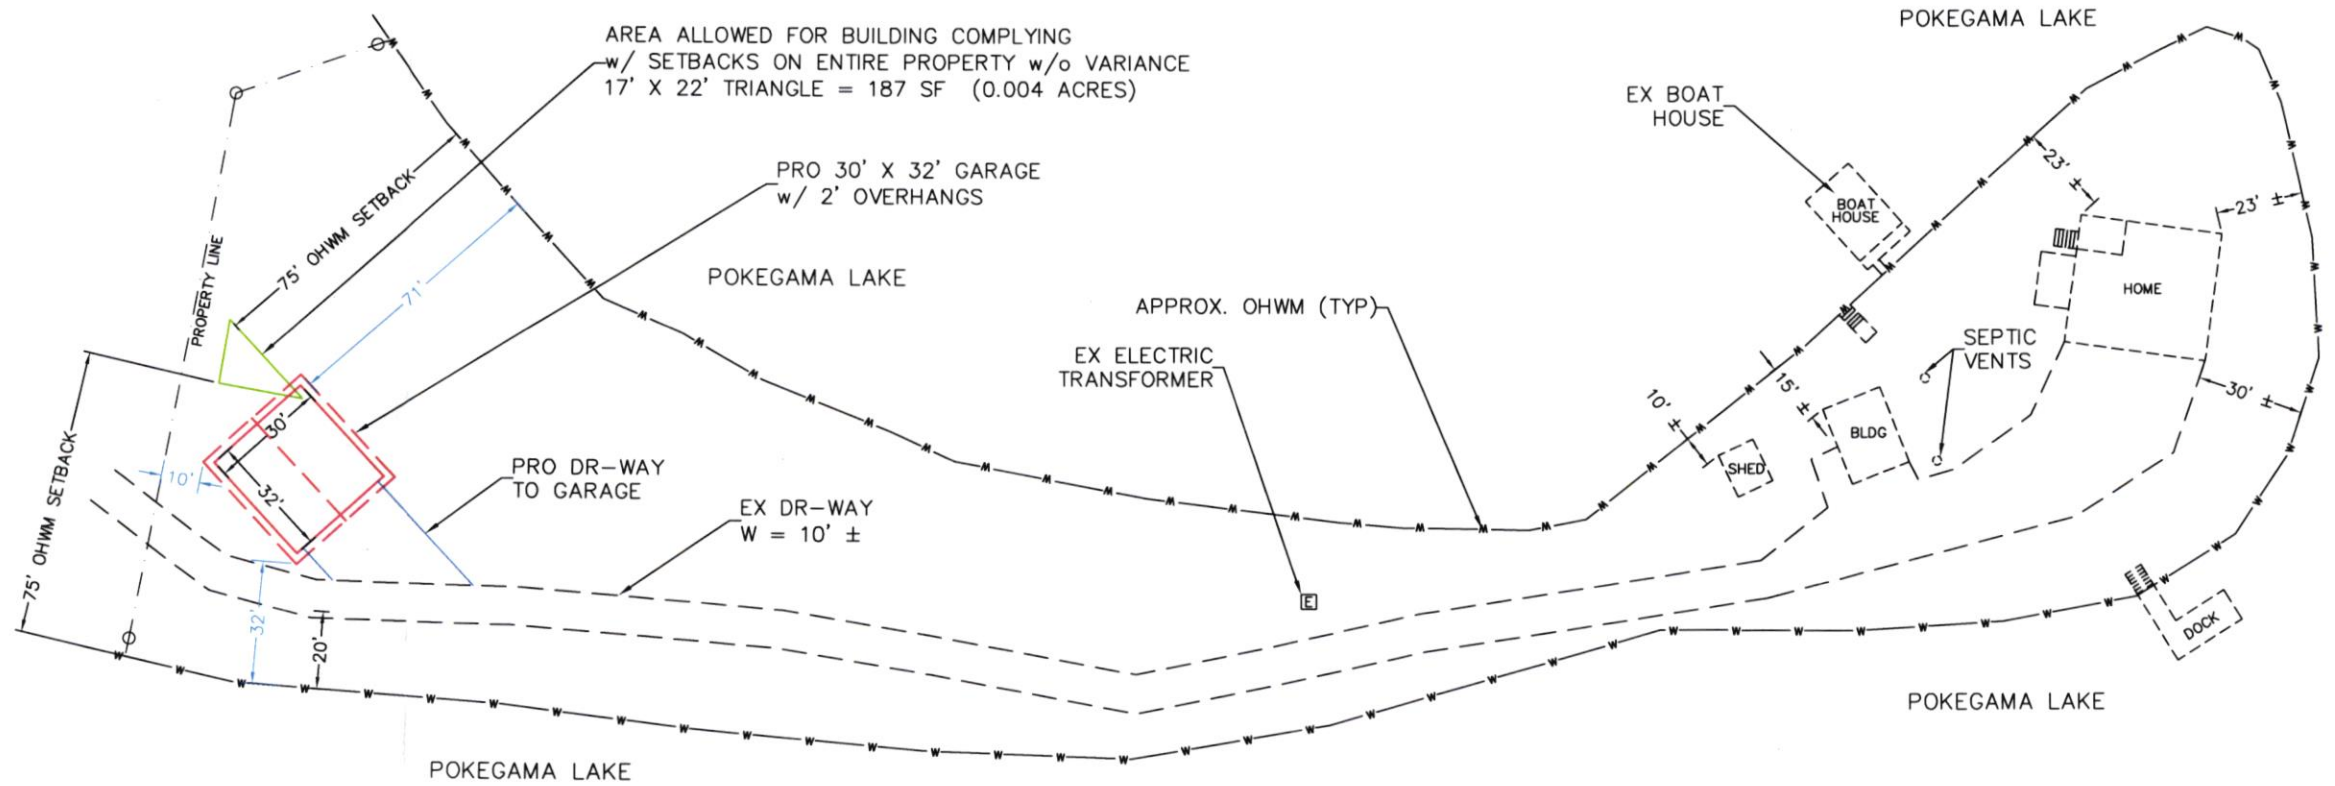 POKEGAMA LAKE
AREA ALLOWED FOR BUILDING COMPLYING
w/ SETBACKS ON ENTIRE PROPERTY w/o VARIANCE
17' X 22' TRIANGLE = 187 SF (0.004 ACRES)
EX BOAT
HOUSE
PRO 30' X 32' GARAGE
w/ 2' OVERHANGS
75' OHWM SETBACK
PROPERTY LINE
71'
POKEGAMA LAKE
APPROX. OHWM (TYP)
EX ELECTRIC
TRANSFORMER
BOAT
HOUSE
23' ±
23' ±
HOME
SEPTIC
VENTS
30' ±
15' ±
10' ±
BLDG
SHED
75' OHWM SETBACK
30'
32'
10'
PRO DR-WAY
TO GARAGE
EX DR-WAY
W = 10' ±
32'
20'
E
DOCK
POKEGAMA LAKE
POKEGAMA LAKE